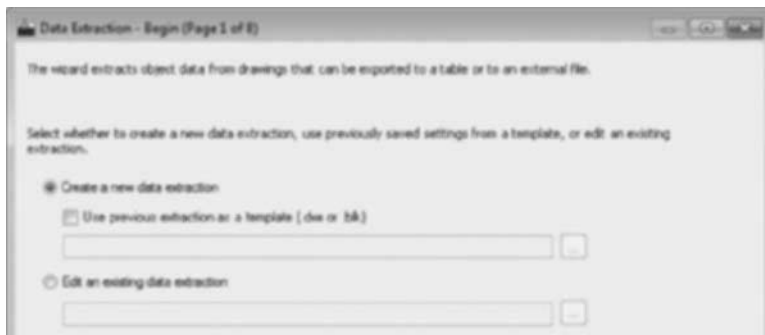 Data Extraction - Begin (Page 1 of 8)
The wizard extracts object data from drawings that can be exported to a table or to an external file.
Select whether to create a new data extraction, use previously saved settings from a template, or edit an existing
extraction.
Create a new data extraction
Use previous extraction as a template (.dxe or .blk)
...
Edit an existing data extraction
...